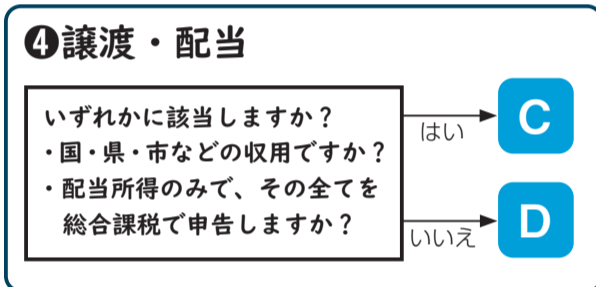 ❹譲渡・配当
いずれかに該当しますか？
・国・県・市などの収用ですか？
・配当所得のみで、その全てを
総合課税で申告しますか？
はい
C
いいえ
D